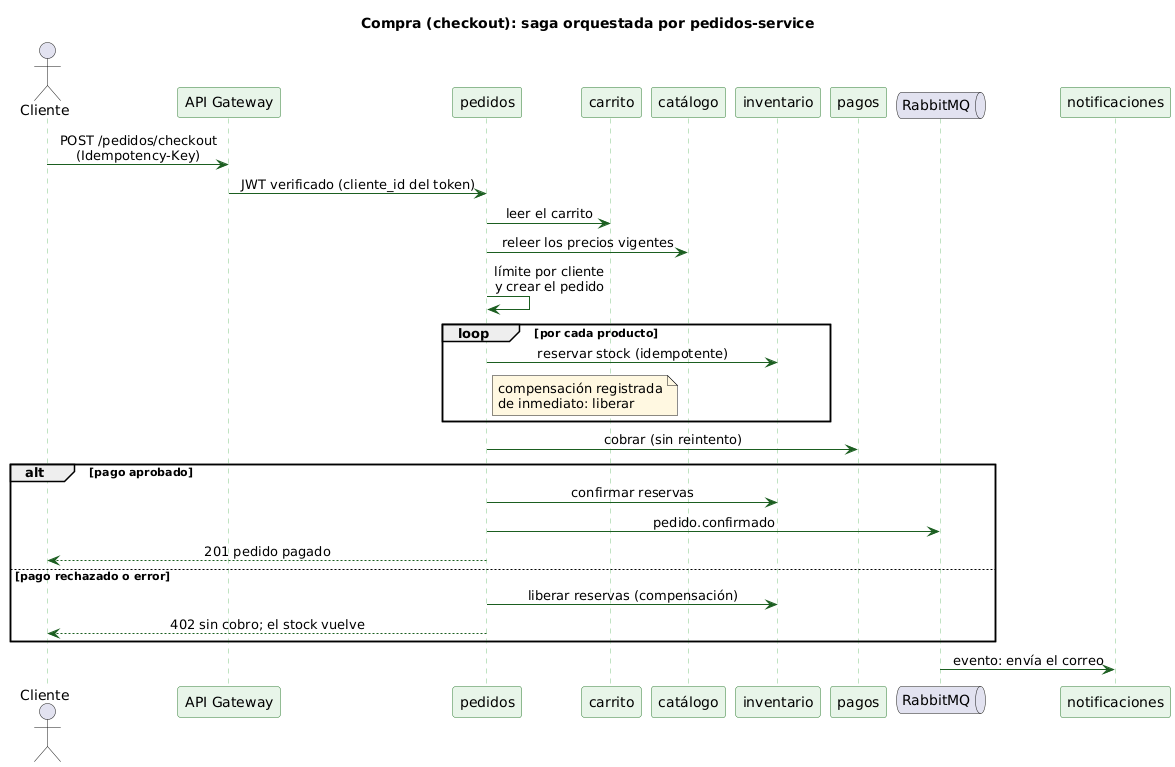 Compra (checkout): saga orquestada por pedidos-service
Cliente
API Gateway
pedidos
carrito
catálogo
inventario
pagos
RabbitMQ
notificaciones
POST /pedidos/checkout
(Idempotency-Key)
JWT verificado (cliente_id del token)
leer el carrito
releer los precios vigentes
límite por cliente
y crear el pedido
loop
[por cada producto]
reservar stock (idempotente)
compensación registrada
de inmediato: liberar
cobrar (sin reintento)
alt
[pago aprobado]
confirmar reservas
pedido.confirmado
201 pedido pagado
[pago rechazado o error]
liberar reservas (compensación)
402 sin cobro; el stock vuelve
evento: envía el correo
Cliente
API Gateway
pedidos
carrito
catálogo
inventario
pagos
RabbitMQ
notificaciones